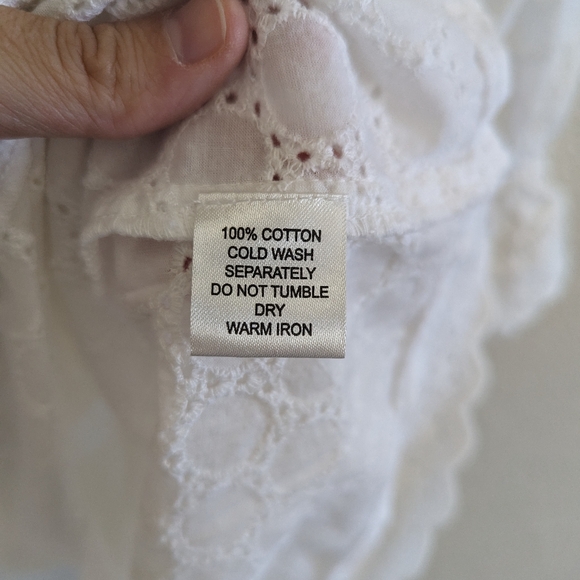 100% COTTON
COLD WASH
SEPARATELY
DO NOT TUMBLE
DRY
WARM IRON